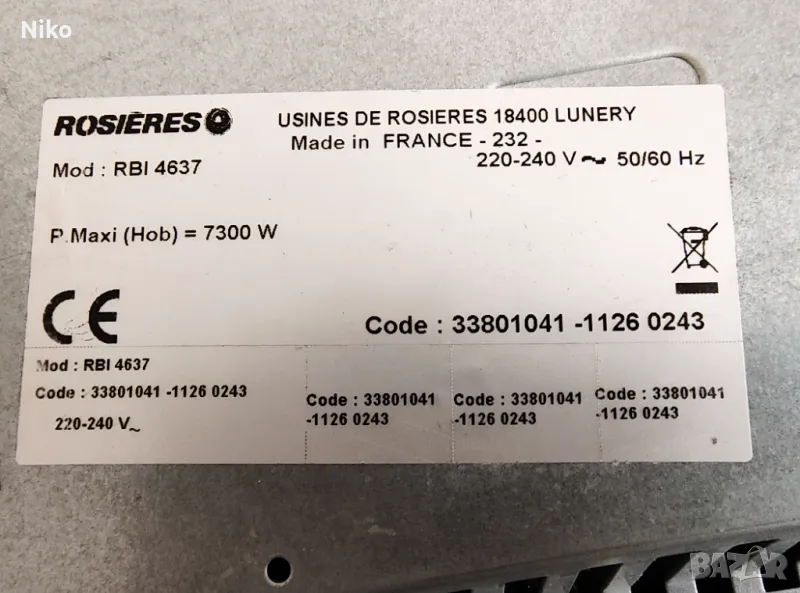 Niko
ROSIÈRES
USINES DE ROSIERES 18400 LUNERY
Made in FRANCE - 232 -
Mod : RBI 4637
220-240 V ~ 50/60 Hz
P.Maxi (Hob) = 7300 W
CE
Code : 33801041 -1126 0243
Mod : RBI 4637
Code : 33801041 -1126 0243
220-240 V~
Code : 33801041
-1126 0243
Code : 33801041
-1126 0243
Code : 33801041
-1126 0243
BAZAR